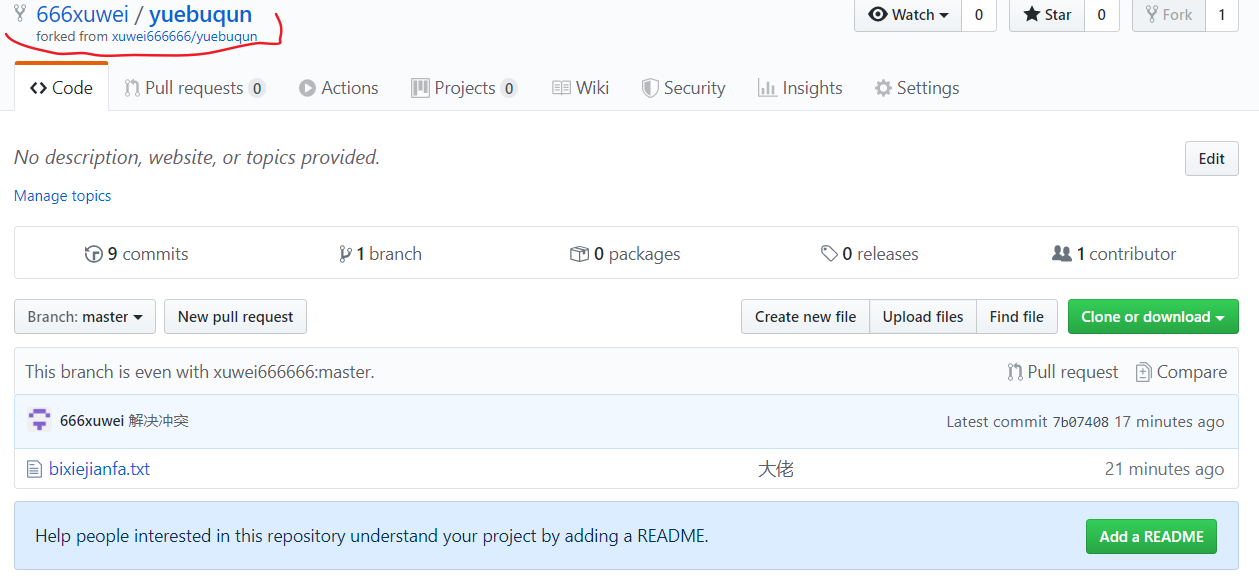 666xuwei / yuebuqun
Watch 0 Star 0 Fork 1
forked from xuwei666666/yuebuqun
Code Pull requests 0 Actions Projects 0 Wiki Security Insights Settings
No description, website, or topics provided.
Edit
Manage topics
9 commits 1 branch 0 packages 0 releases 1 contributor
Branch: master New pull request Create new file Upload files Find file Clone or download
This branch is even with xuwei666666:master. Pull request Compare
666xuwei 解决冲突 Latest commit 7b07408 17 minutes ago
bixiejianfa.txt 大佬 21 minutes ago
Help people interested in this repository understand your project by adding a README. Add a README